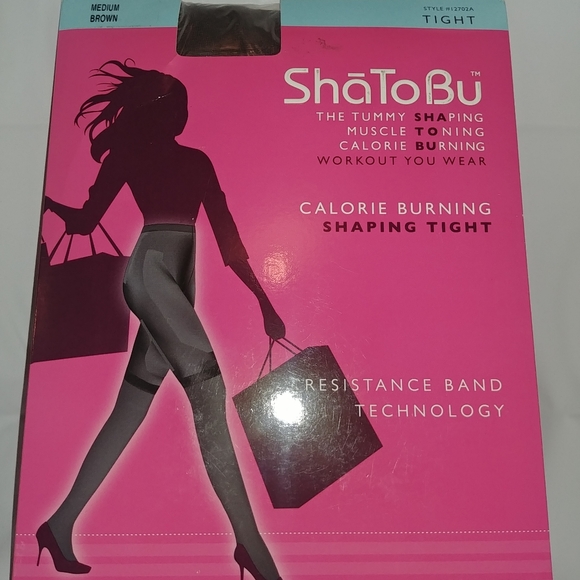 MEDIUM
BROWN
STYLE #12702A
TIGHT
ShāToBu™
THE TUMMY SHAPING
MUSCLE TONING
CALORIE BURNING
WORKOUT YOU WEAR
CALORIE BURNING
SHAPING TIGHT
RESISTANCE BAND
TECHNOLOGY